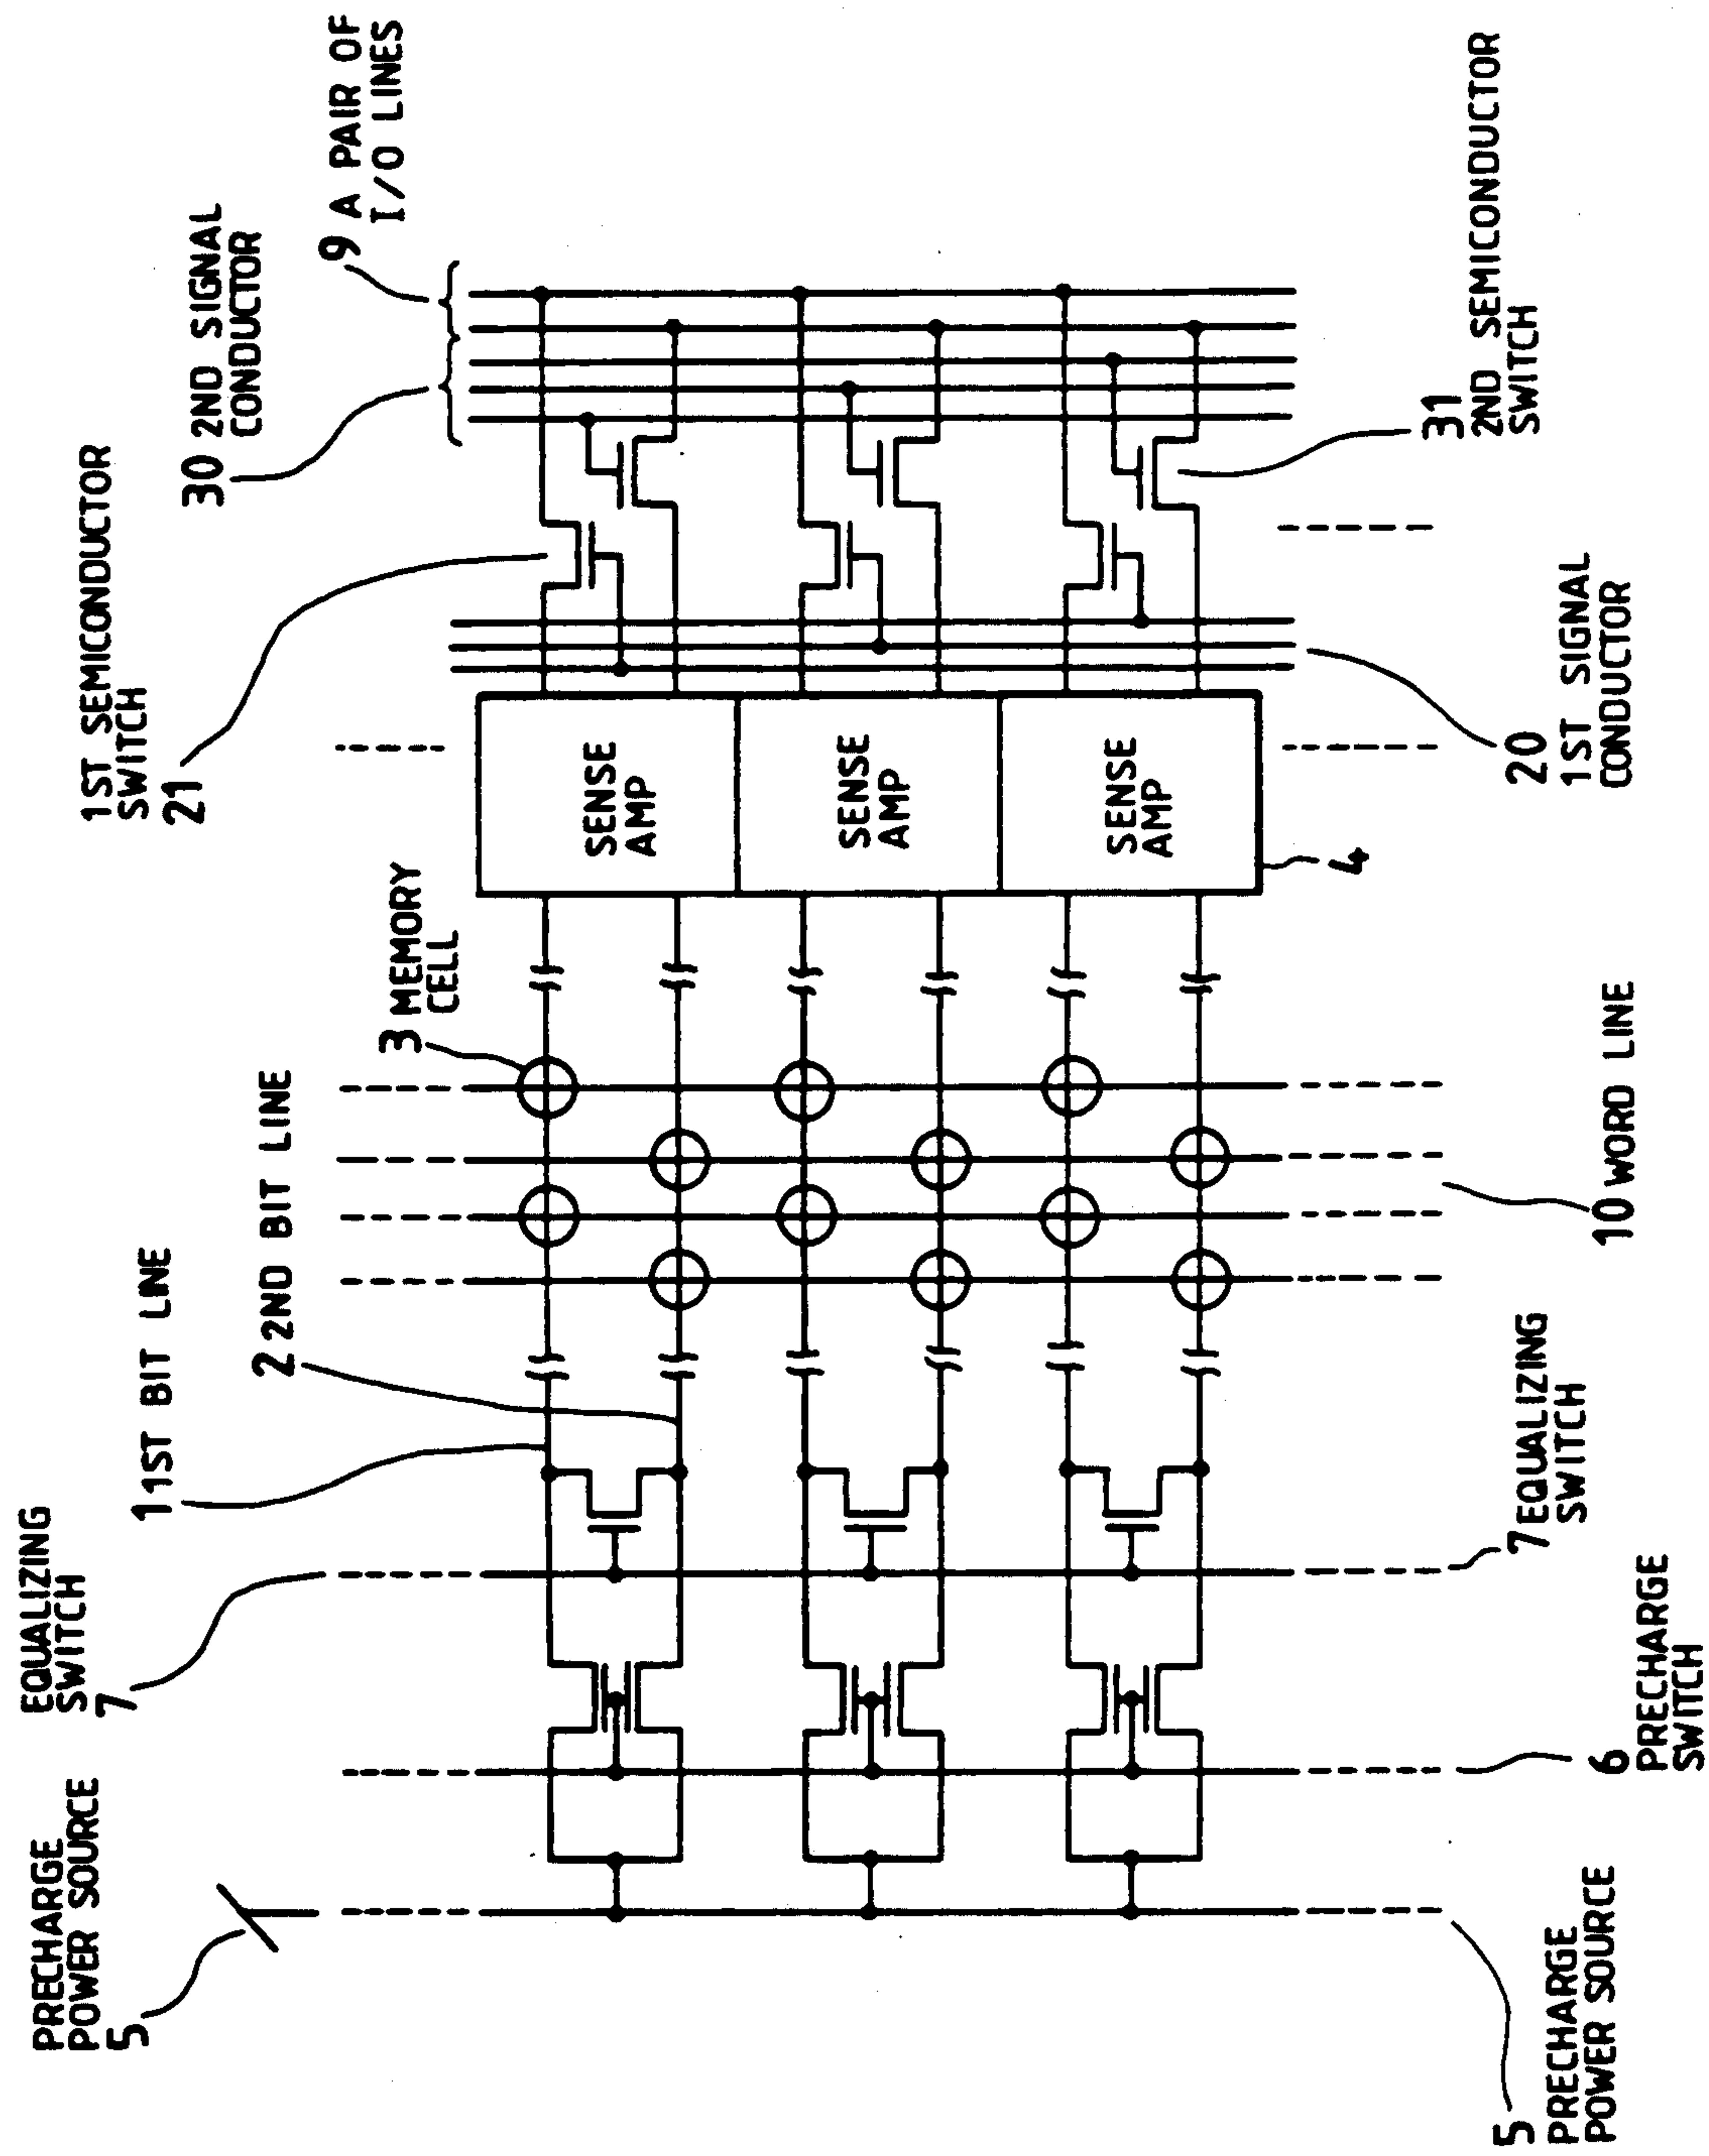 PRECHARGE
POWER SOURCE
5
EQUALIZING
SWITCH
7
1 1ST BIT LINE
2 2ND BIT LINE
3 MEMORY
CELL
1ST SEMICONDUCTOR
SWITCH
21
30 2ND SIGNAL
CONDUCTOR
9 A PAIR OF
I/O LINES
SENSE
AMP
SENSE
AMP
SENSE
AMP
4
5
PRECHARGE
POWER SOURCE
6
PRECHARGE
SWITCH
7 EQUALIZING
SWITCH
10 WORD LINE
20
1ST SIGNAL
CONDUCTOR
31
2ND SEMICONDUCTOR
SWITCH